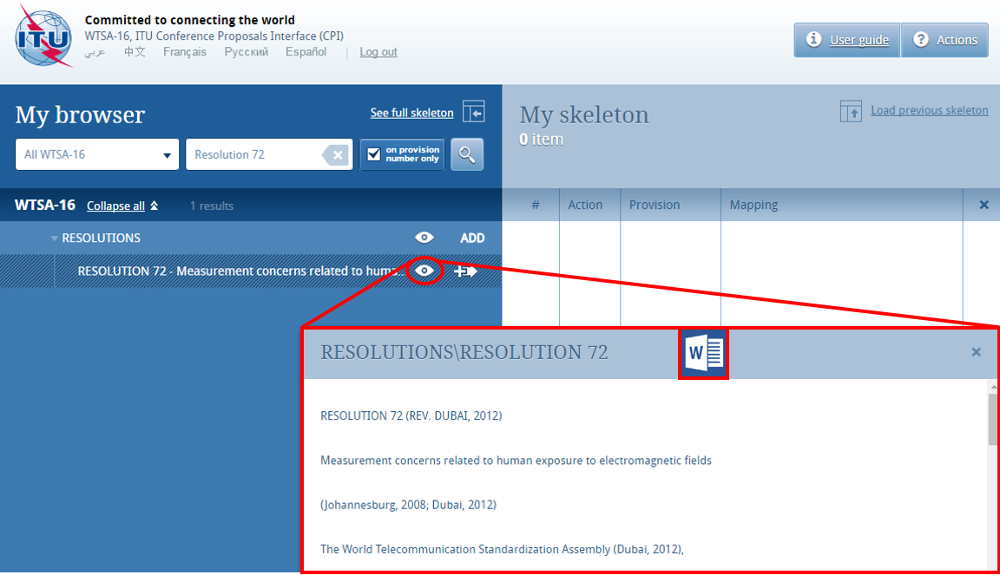 ITU
Committed to connecting the world
WTSA-16, ITU Conference Proposals Interface (CPI)
عربي 中文 Français Русский Español | Log out
User guide
Actions
My browser
See full skeleton
All WTSA-16
Resolution 72
on provision
number only
WTSA-16 Collapse all 1 results
RESOLUTIONS ADD
RESOLUTION 72 - Measurement concerns related to huma...
My skeleton
0 item
Load previous skeleton
# Action Provision Mapping
RESOLUTIONS\RESOLUTION 72
W
RESOLUTION 72 (REV. DUBAI, 2012)
Measurement concerns related to human exposure to electromagnetic fields
(Johannesburg, 2008; Dubai, 2012)
The World Telecommunication Standardization Assembly (Dubai, 2012),